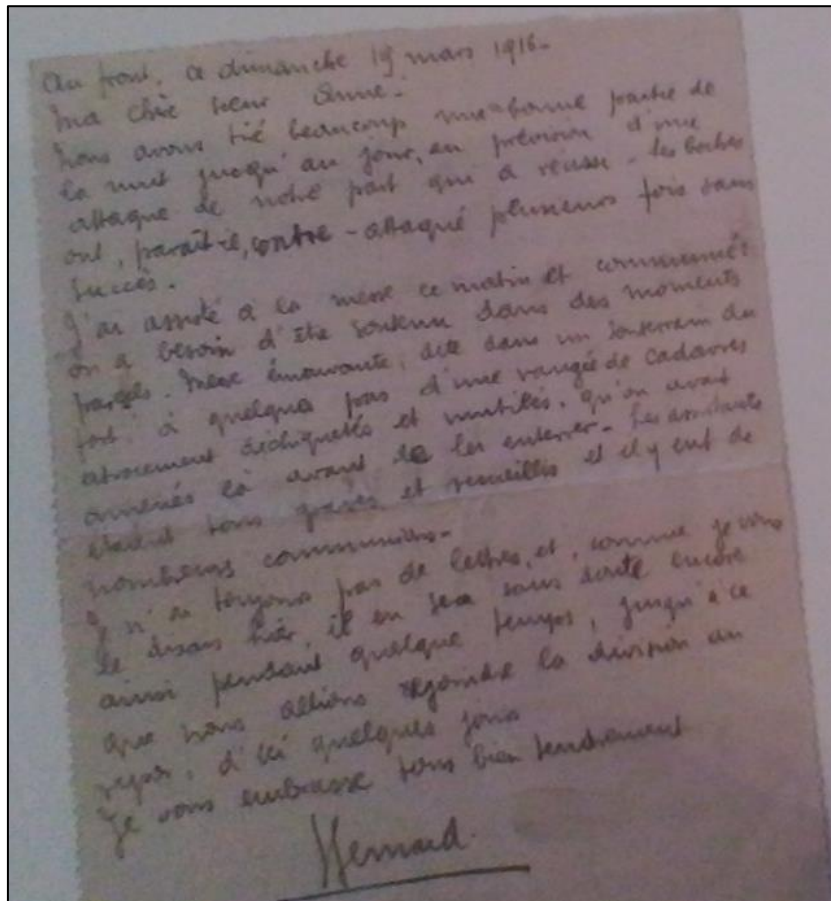 Au front, ce dimanche 19 mars 1916-
Ma chère sœur Anne.
Nous avons tiré beaucoup une bonne partie de
la nuit jusqu'au jour, en prévision d'une
attaque de notre part qui a réussi. les boches
ont, paraît-il, contre-attaqué plusieurs fois sans
succès.
J'ai assisté à la messe ce matin et communié:
on a besoin d'être soutenu dans des moments
pareils. Messe émouvante, dite dans un souterrain du
fort à quelques pas d'une rangée de cadavres
atrocement déchiquetés et mutilés, qu'on avait
amenés là avant de les enterrer. Les assistants
étaient tous graves et recueillis et il y eut de
nombreuses communions.
Je n'ai toujours pas de lettres, et, comme je vous
le disais hier, il en sera sans doute encore
ainsi pendant quelque temps, jusqu'à ce
que nous allions rejoindre la division au
repos, d'ici quelques jours
Je vous embrasse tous bien tendrement